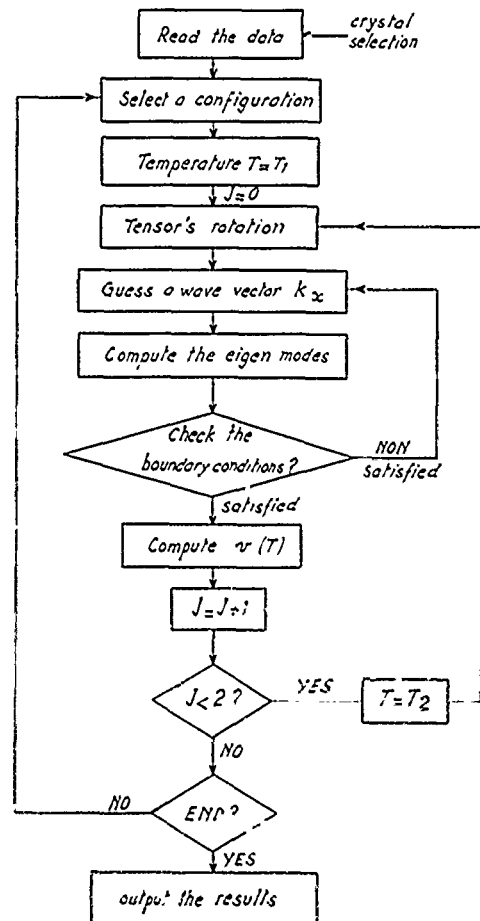 Read the data
crystal
selection
Select a configuration
Temperature T=T1
J=0
Tensor's rotation
Guess a wave vector kx
Compute the eigen modes
Check the
boundary conditions?
NON
satisfied
satisfied
Compute v (T)
J=J+1
J<2?
YES
T=T2
NO
END?
NO
YES
output the results